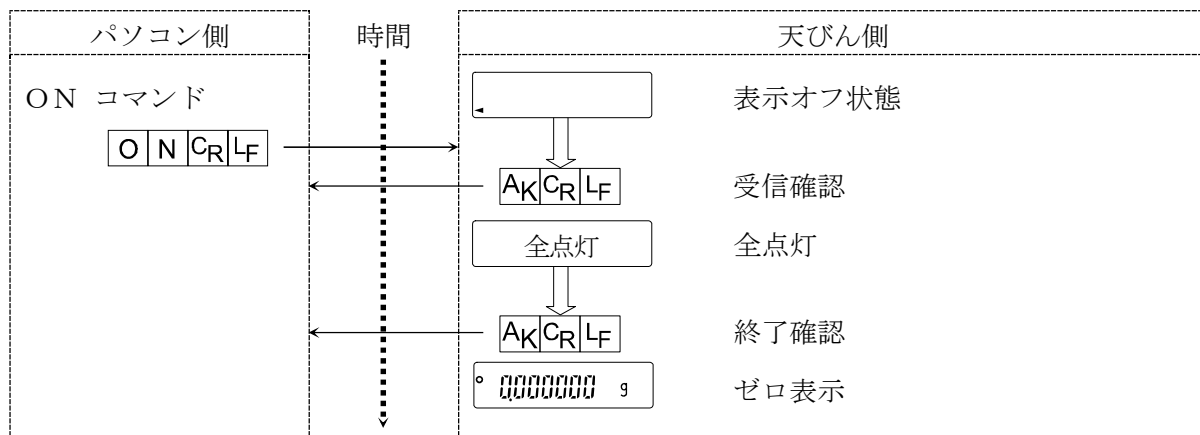 パソコン側 時間 天びん側
ON コマンド 表示オフ状態
O N CR LF
AK CR LF 受信確認
全点灯 全点灯
AK CR LF 終了確認
0.000000 g ゼロ表示